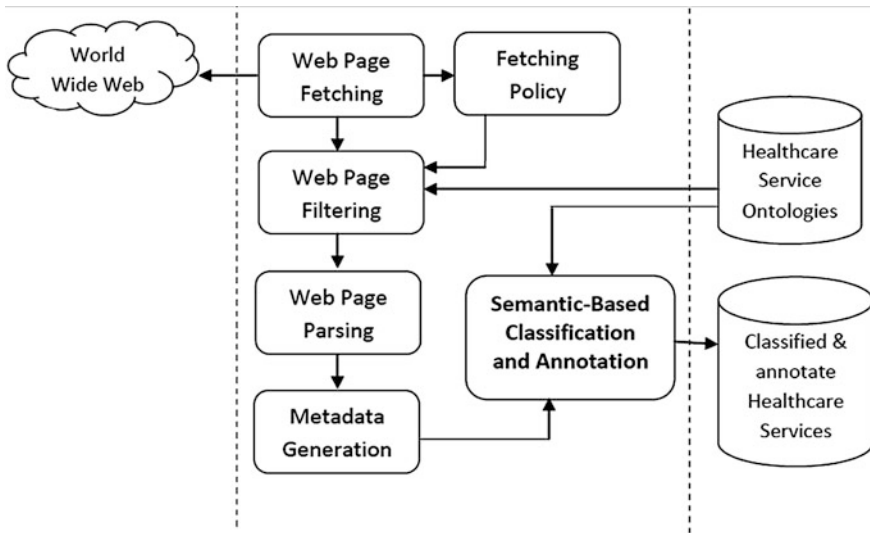 World
Wide Web
Web Page
Fetching
Fetching
Policy
Web Page
Filtering
Healthcare
Service
Ontologies
Web Page
Parsing
Semantic-Based
Classification
and Annotation
Classified &
annotate
Healthcare
Services
Metadata
Generation